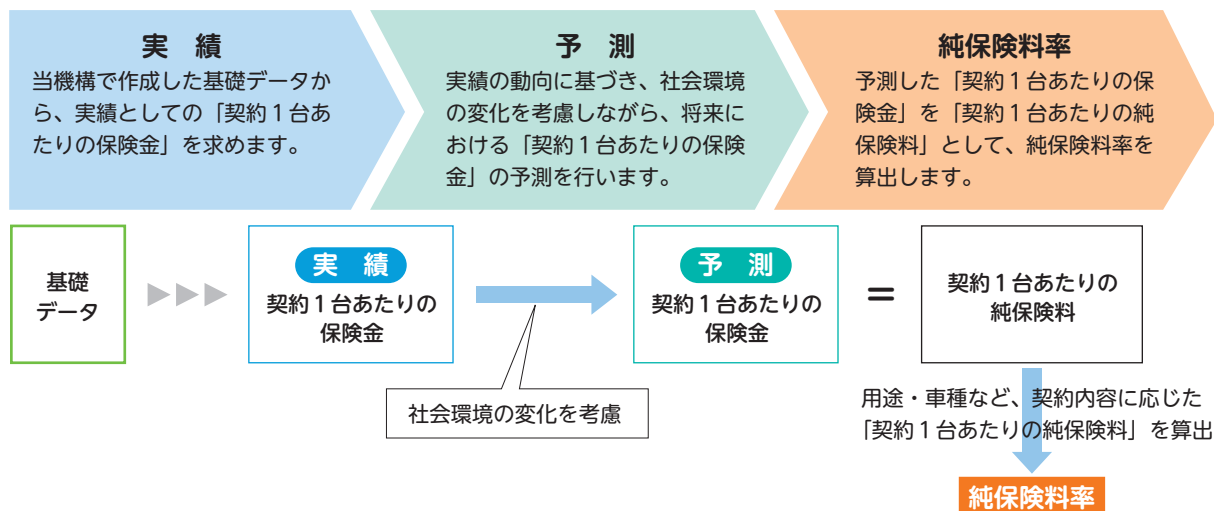 実 績
当機構で作成した基礎データか
ら、実績としての「契約１台あ
たりの保険金」を求めます。
予 測
実績の動向に基づき、社会環境
の変化を考慮しながら、将来に
おける「契約１台あたりの保険
金」の予測を行います。
純保険料率
予測した「契約１台あたりの保
険金」を「契約１台あたりの純
保険料」として、純保険料率を
算出します。
基礎
データ
実 績
契約１台あたりの
保険金
予 測
契約１台あたりの
保険金
＝
契約１台あたりの
純保険料
社会環境の変化を考慮
用途・車種など、契約内容に応じた
「契約１台あたりの純保険料」を算出
純保険料率